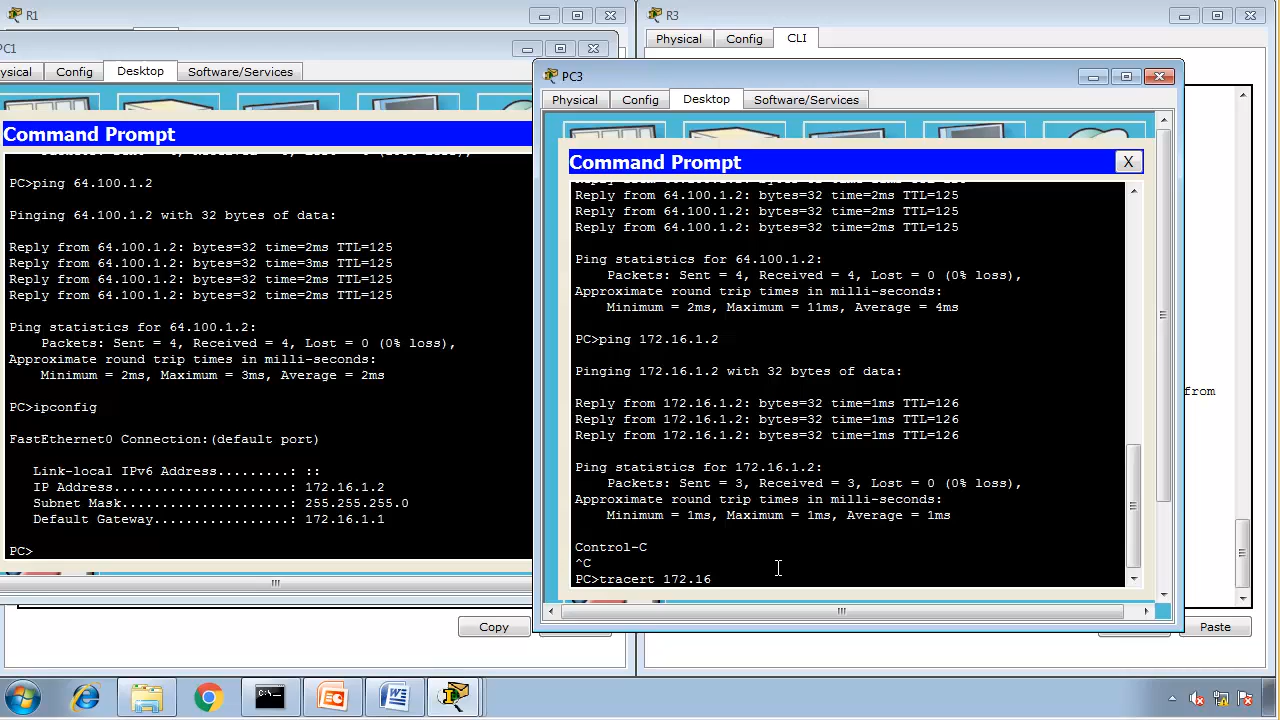 R1
PC1
ysical Config Desktop Software/Services
Command Prompt
PC>ping 64.100.1.2
Pinging 64.100.1.2 with 32 bytes of data:
Reply from 64.100.1.2: bytes=32 time=2ms TTL=125
Reply from 64.100.1.2: bytes=32 time=3ms TTL=125
Reply from 64.100.1.2: bytes=32 time=2ms TTL=125
Reply from 64.100.1.2: bytes=32 time=2ms TTL=125
Ping statistics for 64.100.1.2:
Packets: Sent = 4, Received = 4, Lost = 0 (0% loss),
Approximate round trip times in milli-seconds:
Minimum = 2ms, Maximum = 3ms, Average = 2ms
PC>ipconfig
FastEthernet0 Connection:(default port)
Link-local IPv6 Address.........: ::
IP Address......................: 172.16.1.2
Subnet Mask.....................: 255.255.255.0
Default Gateway.................: 172.16.1.1
PC>
Copy
R3
Physical Config CLI
from
Paste
PC3
Physical Config Desktop Software/Services
Command Prompt X
Reply from 64.100.1.2: bytes=32 time=2ms TTL=125
Reply from 64.100.1.2: bytes=32 time=2ms TTL=125
Reply from 64.100.1.2: bytes=32 time=2ms TTL=125
Ping statistics for 64.100.1.2:
Packets: Sent = 4, Received = 4, Lost = 0 (0% loss),
Approximate round trip times in milli-seconds:
Minimum = 2ms, Maximum = 11ms, Average = 4ms
PC>ping 172.16.1.2
Pinging 172.16.1.2 with 32 bytes of data:
Reply from 172.16.1.2: bytes=32 time=1ms TTL=126
Reply from 172.16.1.2: bytes=32 time=1ms TTL=126
Reply from 172.16.1.2: bytes=32 time=1ms TTL=126
Ping statistics for 172.16.1.2:
Packets: Sent = 3, Received = 3, Lost = 0 (0% loss),
Approximate round trip times in milli-seconds:
Minimum = 1ms, Maximum = 1ms, Average = 1ms
Control-C
^C
PC>tracert 172.16